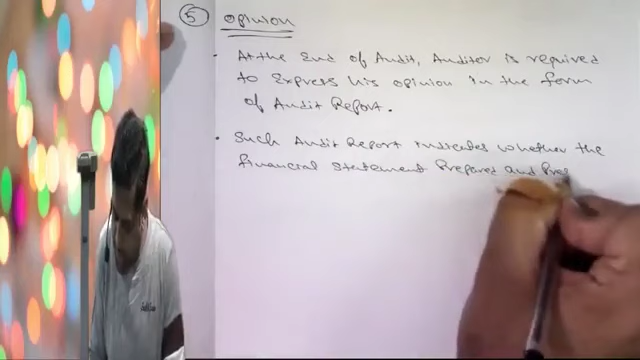 5 opinion
• At the End of Audit, Auditor is required
to Express his opinion in the form
of Audit Report.
• Such Audit Report indicates whether the
financial statement Prepared and Pres